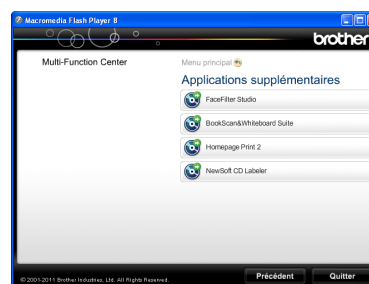 Macromedia Flash Player 8
brother
Multi-Function Center
Menu principal
Applications supplémentaires
FaceFilter Studio
BookScan&Whiteboard Suite
Homepage Print 2
NewSoft CD Labeler
© 2001-2011 Brother Industries, Ltd. All Rights Reserved.
Précédent
Quitter